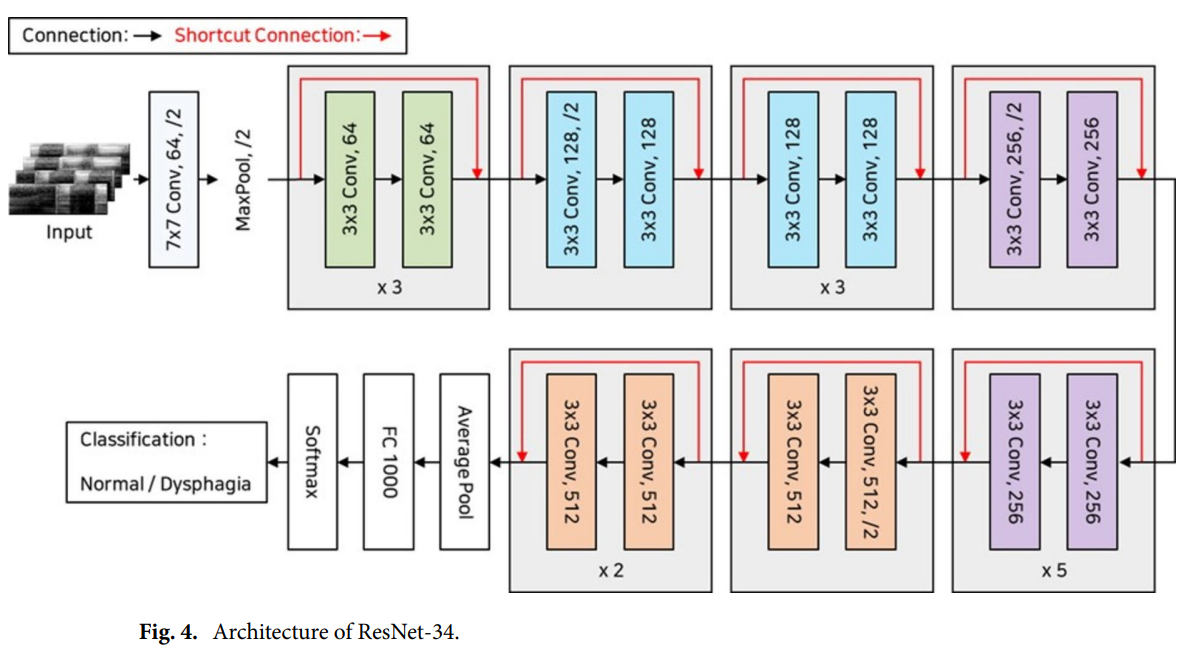 Connection: Shortcut Connection:
Input
7x7 Conv, 64, /2
MaxPool, /2
3x3 Conv, 64
3x3 Conv, 64
x 3
3x3 Conv, 128, /2
3x3 Conv, 128
3x3 Conv, 128
3x3 Conv, 128
x 3
3x3 Conv, 256, /2
3x3 Conv, 256
3x3 Conv, 256
3x3 Conv, 256
x 5
3x3 Conv, 512, /2
3x3 Conv, 512
3x3 Conv, 512
3x3 Conv, 512
x 2
Average Pool
FC 1000
Softmax
Classification :
Normal / Dysphagia
Fig. 4. Architecture of ResNet-34.